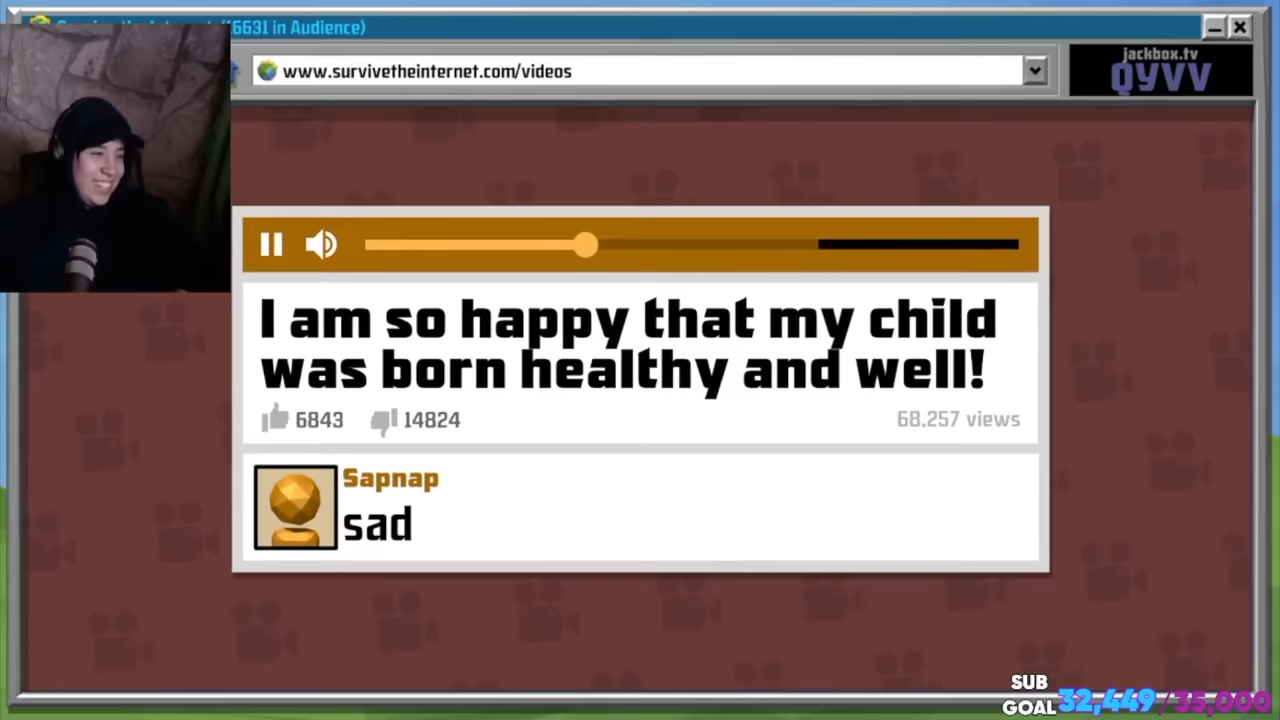 (16631 in Audience)
www.survivetheinternet.com/videos
jackbox.tv
QYVV
I am so happy that my child
was born healthy and well!
6843 14824 68,257 views
Sapnap
sad
SUB
GOAL 32,449/35,000